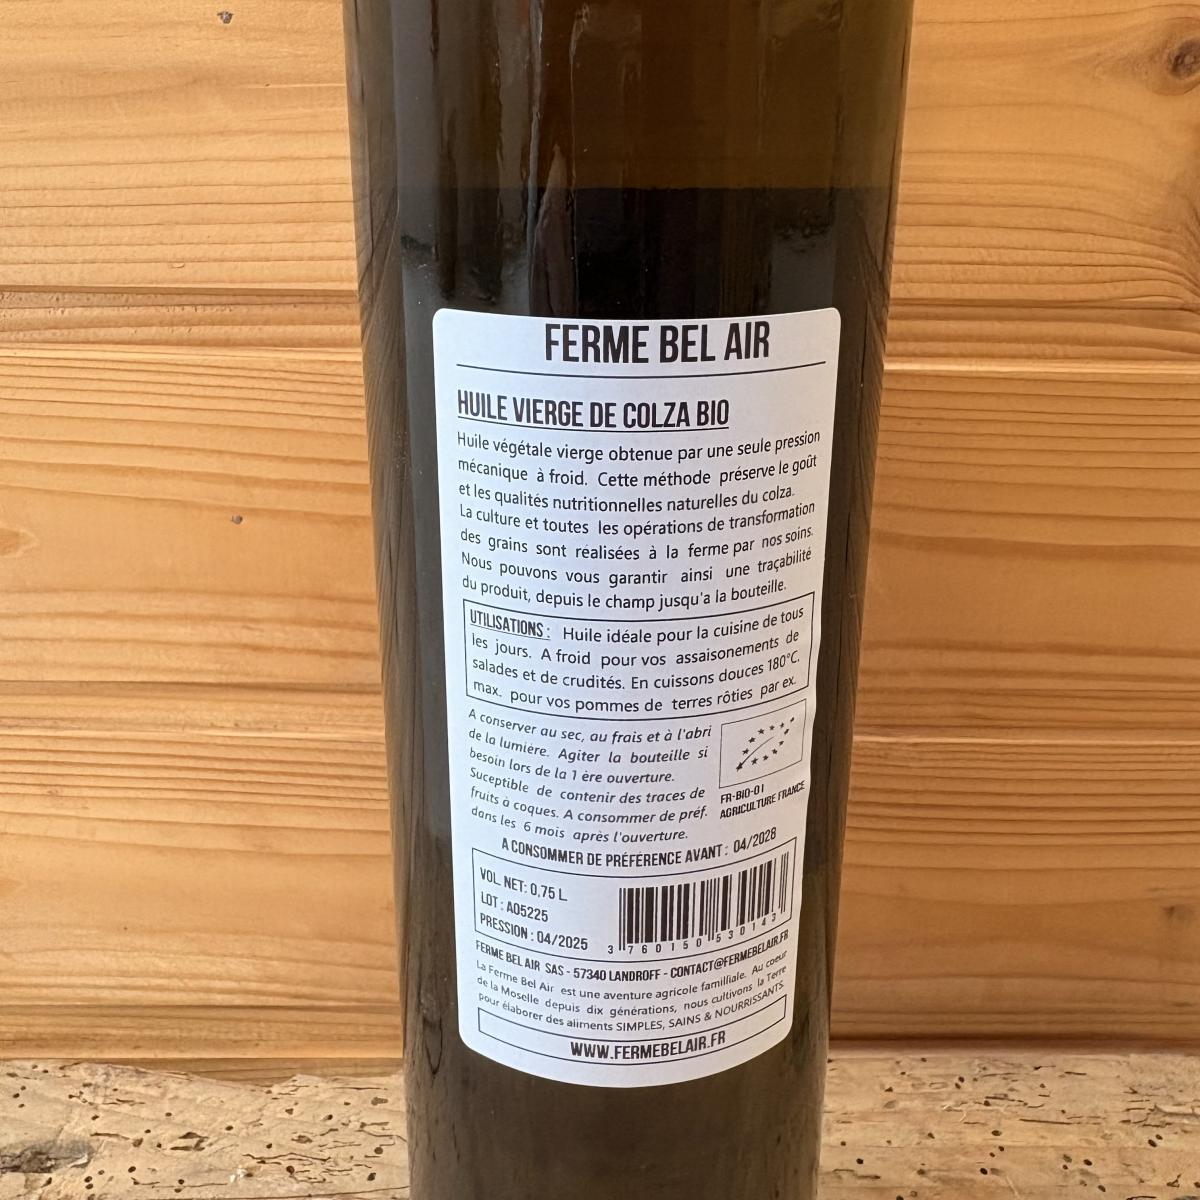 FERME BEL AIR
HUILE VIERGE DE COLZA BIO
Huile végétale vierge obtenue par une seule pression
mécanique à froid. Cette méthode préserve le goût
et les qualités nutritionnelles naturelles du colza.
La culture et toutes les opérations de transformation
des grains sont réalisées à la ferme par nos soins.
Nous pouvons vous garantir ainsi une traçabilité
du produit, depuis le champ jusqu'a la bouteille.
UTILISATIONS : Huile idéale pour la cuisine de tous
les jours. A froid pour vos assaisonements de
salades et de crudités. En cuissons douces 180°C.
max. pour vos pommes de terres rôties par ex.
A conserver au sec, au frais et à l'abri
de la lumière. Agiter la bouteille si
besoin lors de la 1 ère ouverture.
Suceptible de contenir des traces de
fruits à coques. A consommer de préf.
dans les 6 mois après l'ouverture.
FR-BIO-01
AGRICULTURE FRANCE
A CONSOMMER DE PRÉFÉRENCE AVANT : 04/2028
VOL. NET: 0,75 L
LOT : A05225
PRESSION : 04/2025
3 760150 530143
FERME BEL AIR SAS - 57340 LANDROFF - CONTACT@FERMEBELAIR.FR
La Ferme Bel Air est une aventure agricole familliale. Au coeur
de la Moselle depuis dix générations, nous cultivons la Terre
pour élaborer des aliments SIMPLES, SAINS & NOURRISSANTS.
WWW.FERMEBELAIR.FR